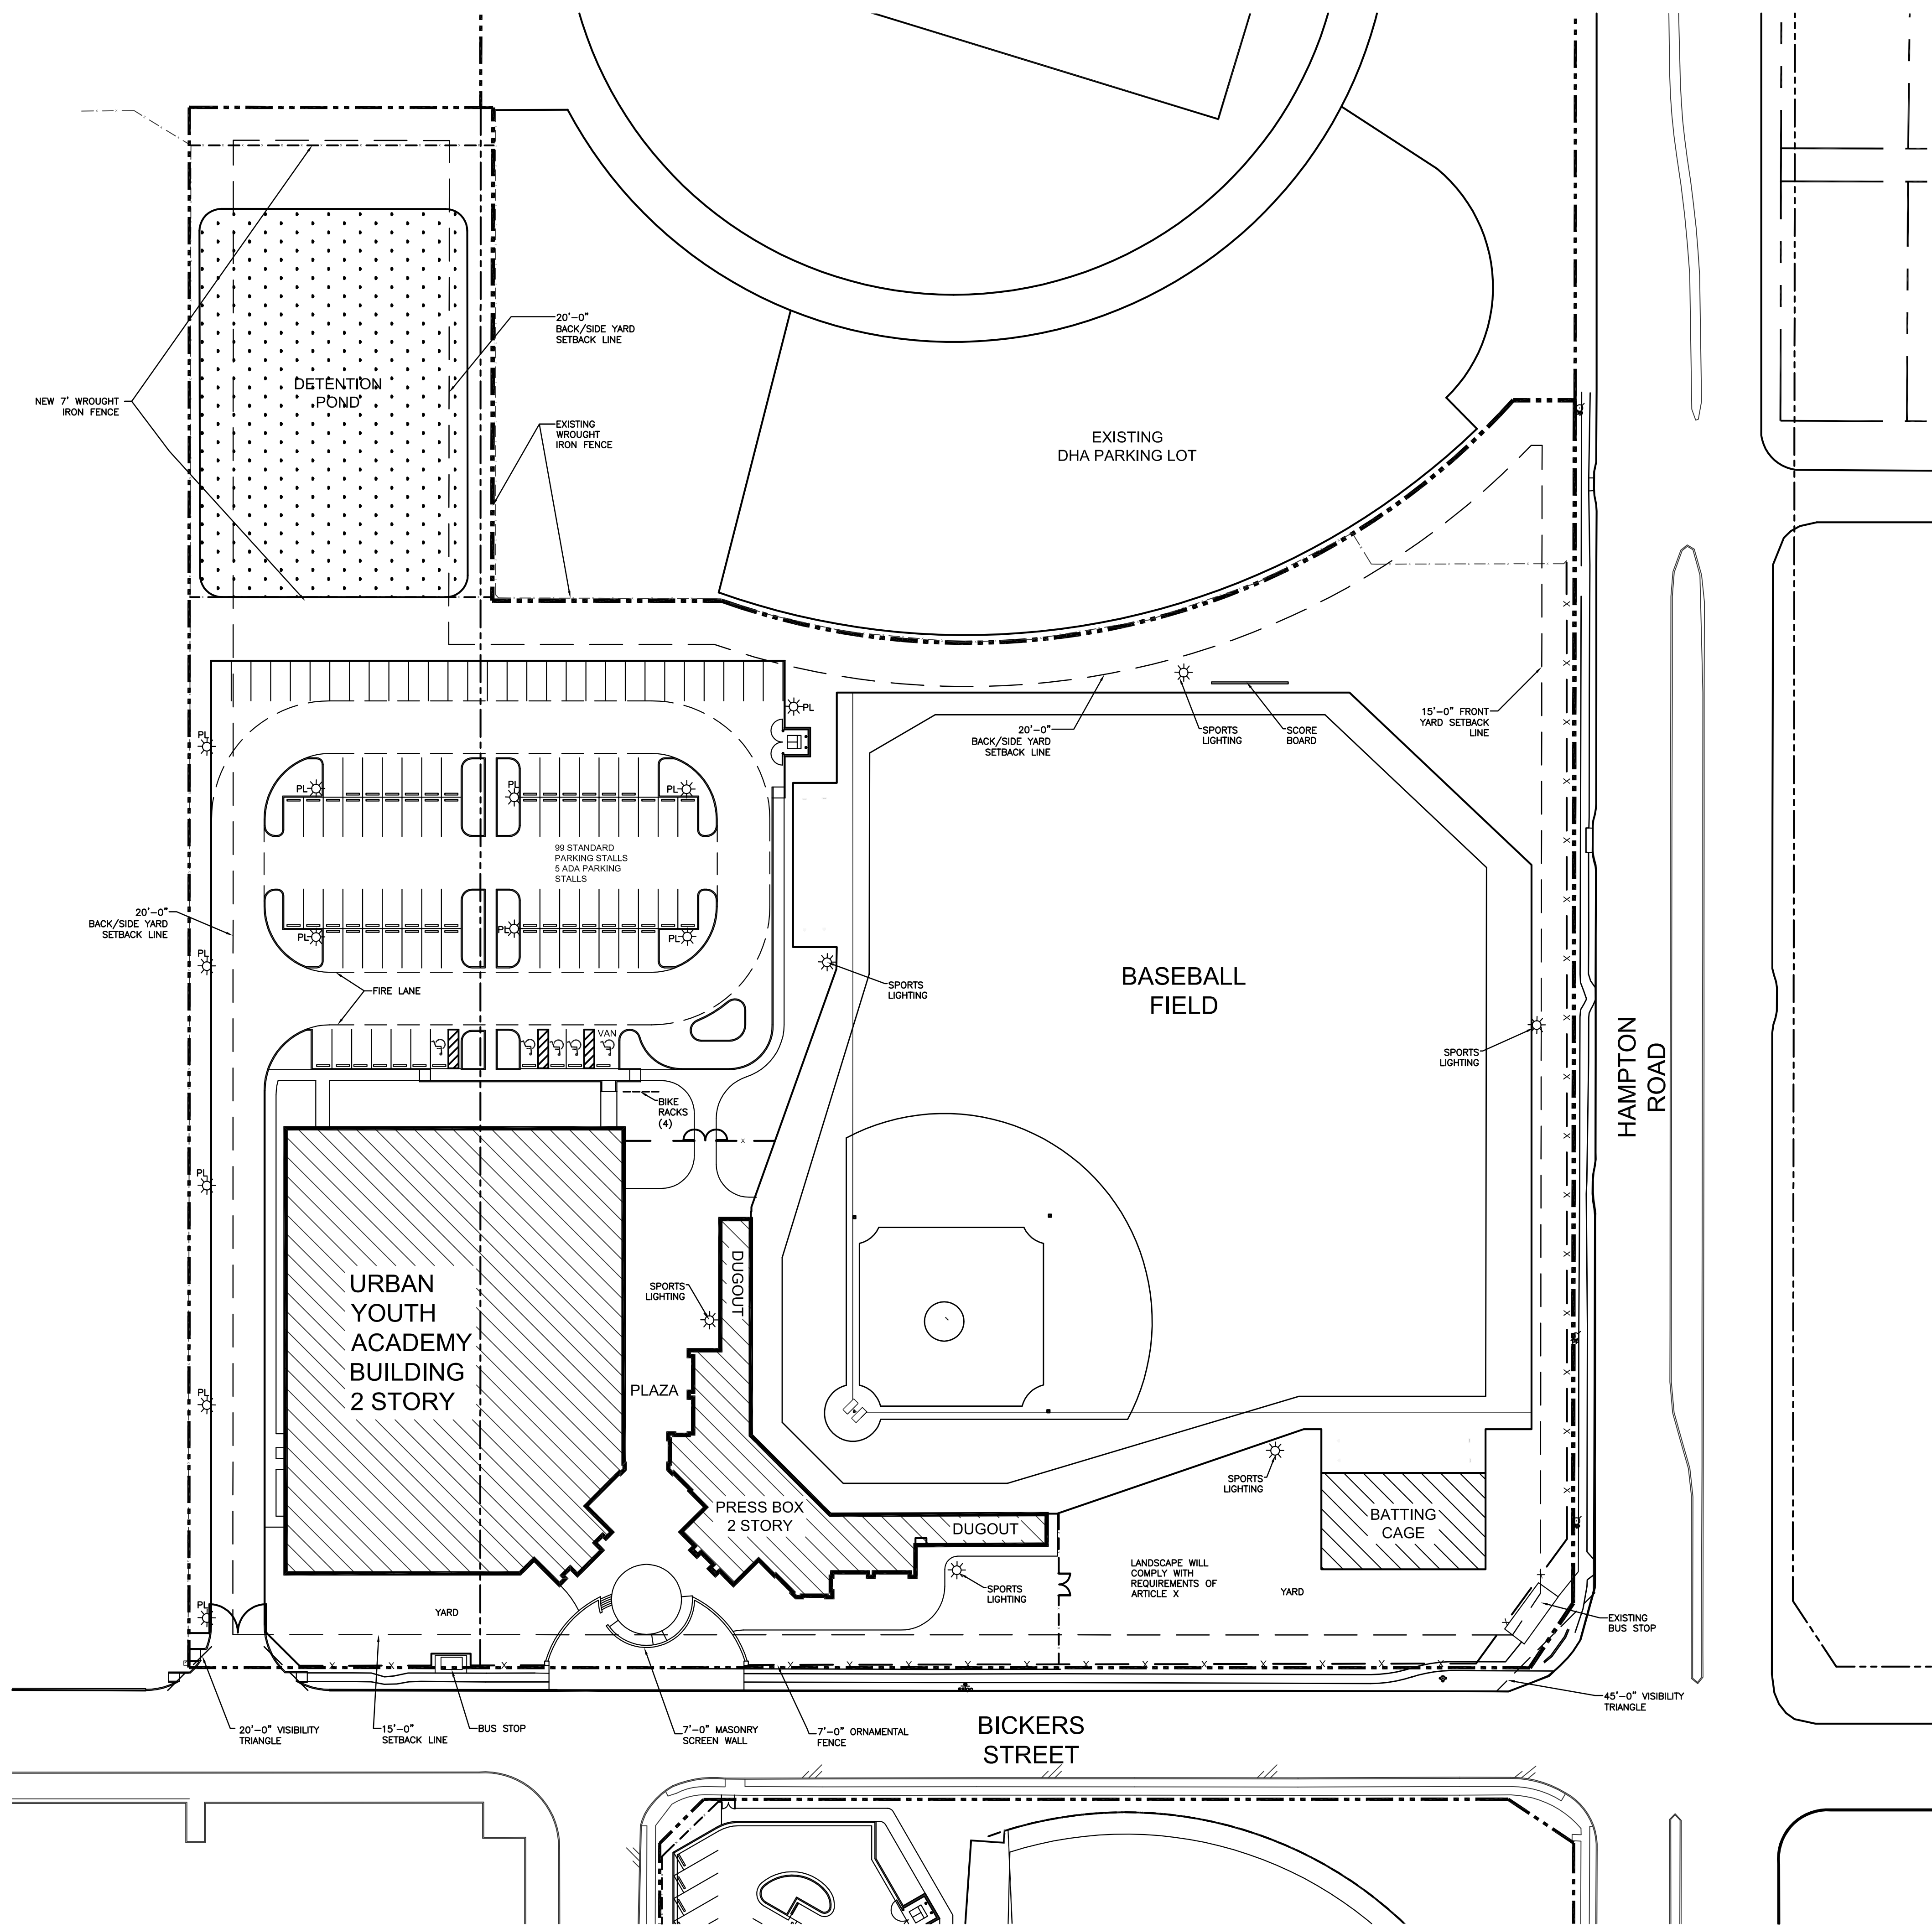 20'-0"
BACK/SIDE YARD
SETBACK LINE
DETENTION
POND
NEW 7' WROUGHT
IRON FENCE
EXISTING
WROUGHT
IRON FENCE
EXISTING
DHA PARKING LOT
15'-0" FRONT
YARD SETBACK
LINE
20'-0"
BACK/SIDE YARD
SETBACK LINE
SPORTS
LIGHTING
SCORE
BOARD
PL
PL
PL
PL
PL
99 STANDARD
PARKING STALLS
5 ADA PARKING
STALLS
20'-0"
BACK/SIDE YARD
SETBACK LINE
PL
PL
PL
PL
FIRE LANE
SPORTS
LIGHTING
BASEBALL
FIELD
SPORTS
LIGHTING
HAMPTON
ROAD
VAN
BIKE
RACKS
(4)
PL
URBAN
YOUTH
ACADEMY
BUILDING
2 STORY
SPORTS
LIGHTING
DUGOUT
PLAZA
PL
PRESS BOX
2 STORY
DUGOUT
SPORTS
LIGHTING
BATTING
CAGE
LANDSCAPE WILL
COMPLY WITH
REQUIREMENTS OF
ARTICLE X
YARD
SPORTS
LIGHTING
PL
YARD
EXISTING
BUS STOP
45'-0" VISIBILITY
TRIANGLE
20'-0" VISIBILITY
TRIANGLE
15'-0"
SETBACK LINE
BUS STOP
7'-0" MASONRY
SCREEN WALL
7'-0" ORNAMENTAL
FENCE
BICKERS
STREET